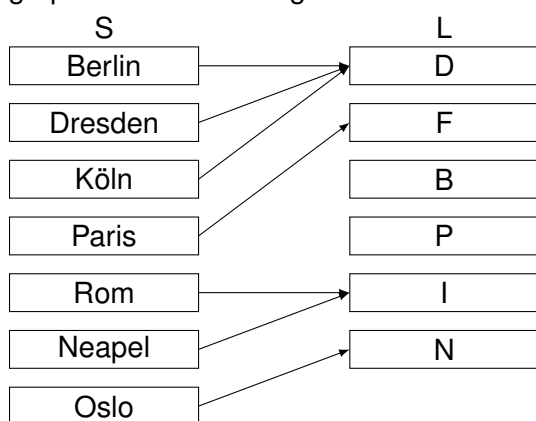 S L
Berlin D
Dresden F
Köln B
Paris P
Rom I
Neapel N
Oslo